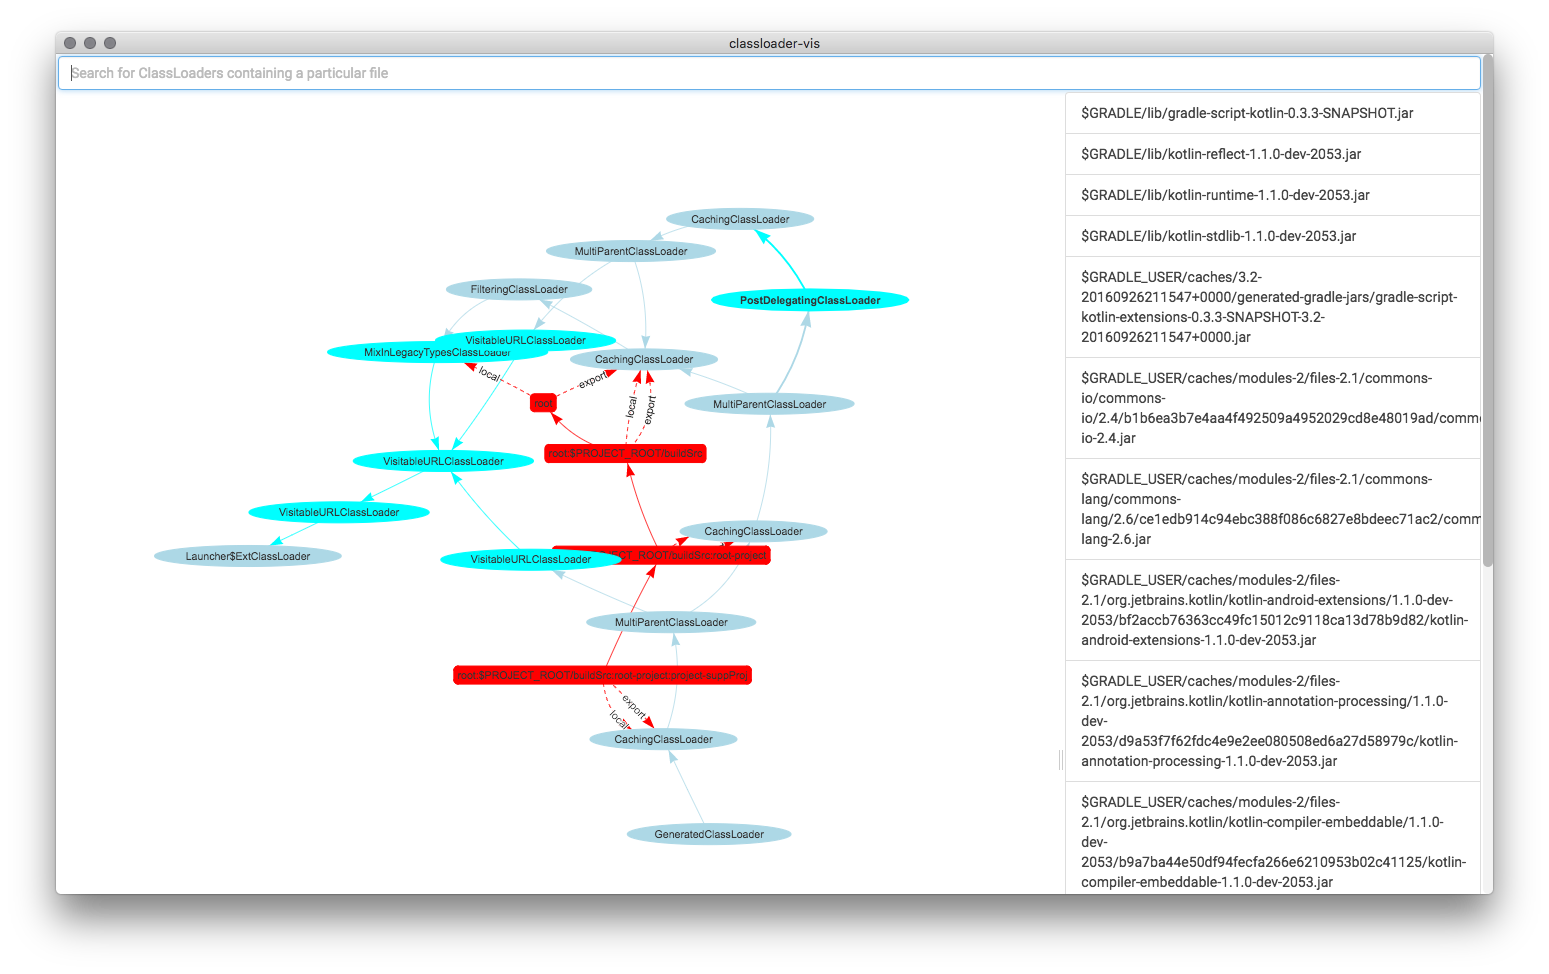 classloader-vis
Search for ClassLoaders containing a particular file
CachingClassLoader
MultiParentClassLoader
FilteringClassLoader
PostDelegatingClassLoader
VisitableURLClassLoader
MixInLegacyTypesClassLoader
CachingClassLoader
local
export
root
MultiParentClassLoader
local
export
root:$PROJECT_ROOT/buildSrc
VisitableURLClassLoader
VisitableURLClassLoader
CachingClassLoader
Launcher$ExtClassLoader
VisitableURLClassLoader
ECT_ROOT/buildSrc:root-project
MultiParentClassLoader
root:$PROJECT_ROOT/buildSrc:root-project:project-suppProj
export
local
CachingClassLoader
GeneratedClassLoader
$GRADLE/lib/gradle-script-kotlin-0.3.3-SNAPSHOT.jar
$GRADLE/lib/kotlin-reflect-1.1.0-dev-2053.jar
$GRADLE/lib/kotlin-runtime-1.1.0-dev-2053.jar
$GRADLE/lib/kotlin-stdlib-1.1.0-dev-2053.jar
$GRADLE_USER/caches/3.2-
20160926211547+0000/generated-gradle-jars/gradle-script-
kotlin-extensions-0.3.3-SNAPSHOT-3.2-
20160926211547+0000.jar
$GRADLE_USER/caches/modules-2/files-2.1/commons-
io/commons-
io/2.4/b1b6ea3b7e4aa4f492509a4952029cd8e48019ad/comm
io-2.4.jar
$GRADLE_USER/caches/modules-2/files-2.1/commons-
lang/commons-
lang/2.6/ce1edb914c94ebc388f086c6827e8bdeec71ac2/comm
lang-2.6.jar
$GRADLE_USER/caches/modules-2/files-
2.1/org.jetbrains.kotlin/kotlin-android-extensions/1.1.0-dev-
2053/bf2accb76363cc49fc15012c9118ca13d78b9d82/kotlin-
android-extensions-1.1.0-dev-2053.jar
$GRADLE_USER/caches/modules-2/files-
2.1/org.jetbrains.kotlin/kotlin-annotation-processing/1.1.0-
dev-
2053/d9a53f7f62fdc4e9e2ee080508ed6a27d58979c/kotlin-
annotation-processing-1.1.0-dev-2053.jar
$GRADLE_USER/caches/modules-2/files-
2.1/org.jetbrains.kotlin/kotlin-compiler-embeddable/1.1.0-
dev-
2053/b9a7ba44e50df94fecfa266e6210953b02c41125/kotlin-
compiler-embeddable-1.1.0-dev-2053.jar